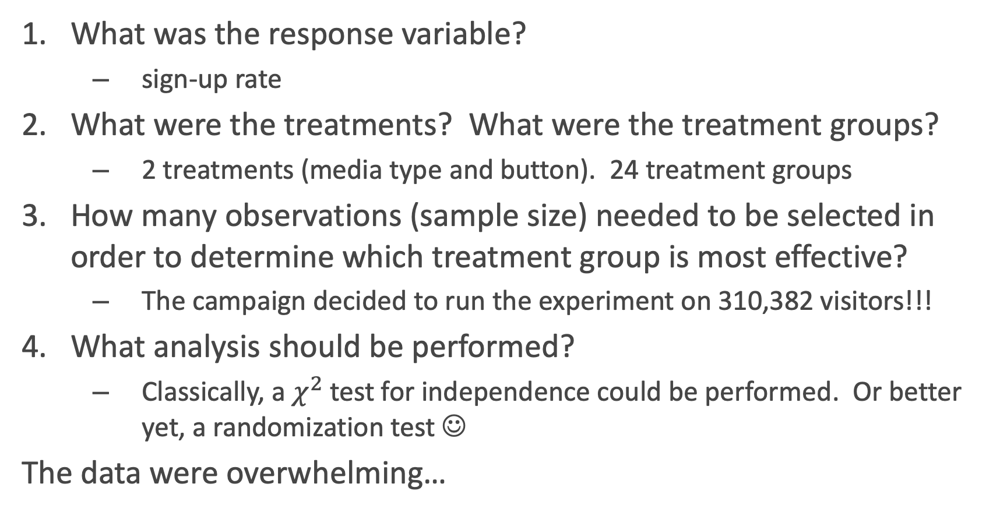 1. What was the response variable?
– sign-up rate
2. What were the treatments?  What were the treatment groups?
– 2 treatments (media type and button).  24 treatment groups
3. How many observations (sample size) needed to be selected in
order to determine which treatment group is most effective?
– The campaign decided to run the experiment on 310,382 visitors!!!
4. What analysis should be performed?
– Classically, a χ² test for independence could be performed.  Or better
yet, a randomization test ☺
The data were overwhelming...